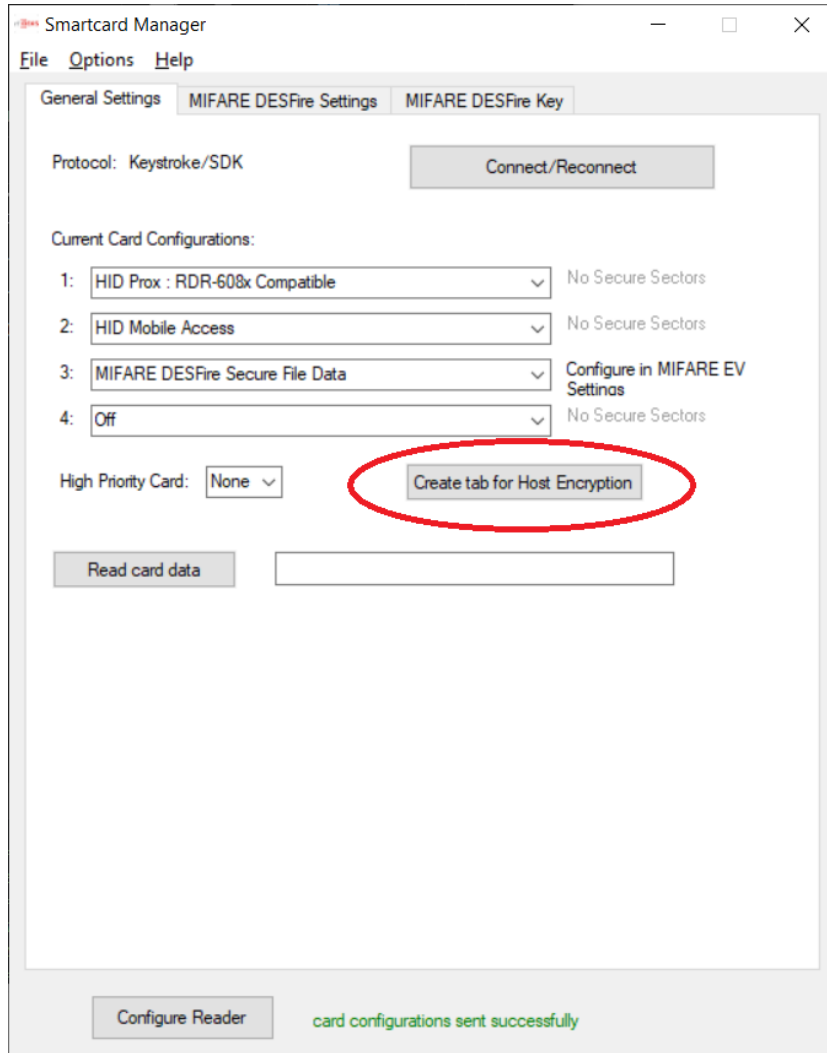 Smartcard Manager
File Options Help
General Settings MIFARE DESFire Settings MIFARE DESFire Key
Protocol: Keystroke/SDK Connect/Reconnect
Current Card Configurations:
1: HID Prox : RDR-608x Compatible No Secure Sectors
2: HID Mobile Access No Secure Sectors
3: MIFARE DESFire Secure File Data Configure in MIFARE EV
Settings
4: Off No Secure Sectors
High Priority Card: None Create tab for Host Encryption
Read card data
Configure Reader card configurations sent successfully